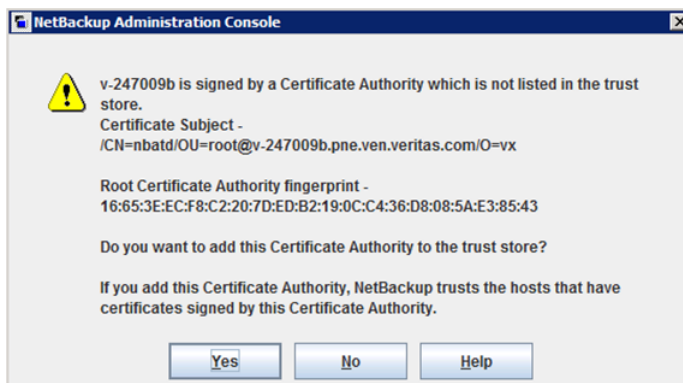 NetBackup Administration Console
v-247009b is signed by a Certificate Authority which is not listed in the trust
store.
Certificate Subject -
/CN=nbatd/OU=root@v-247009b.pne.ven.veritas.com/O=vx
Root Certificate Authority fingerprint -
16:65:3E:EC:F8:C2:20:7D:ED:B2:19:0C:C4:36:D8:08:5A:E3:85:43
Do you want to add this Certificate Authority to the trust store?
If you add this Certificate Authority, NetBackup trusts the hosts that have
certificates signed by this Certificate Authority.
Yes No Help